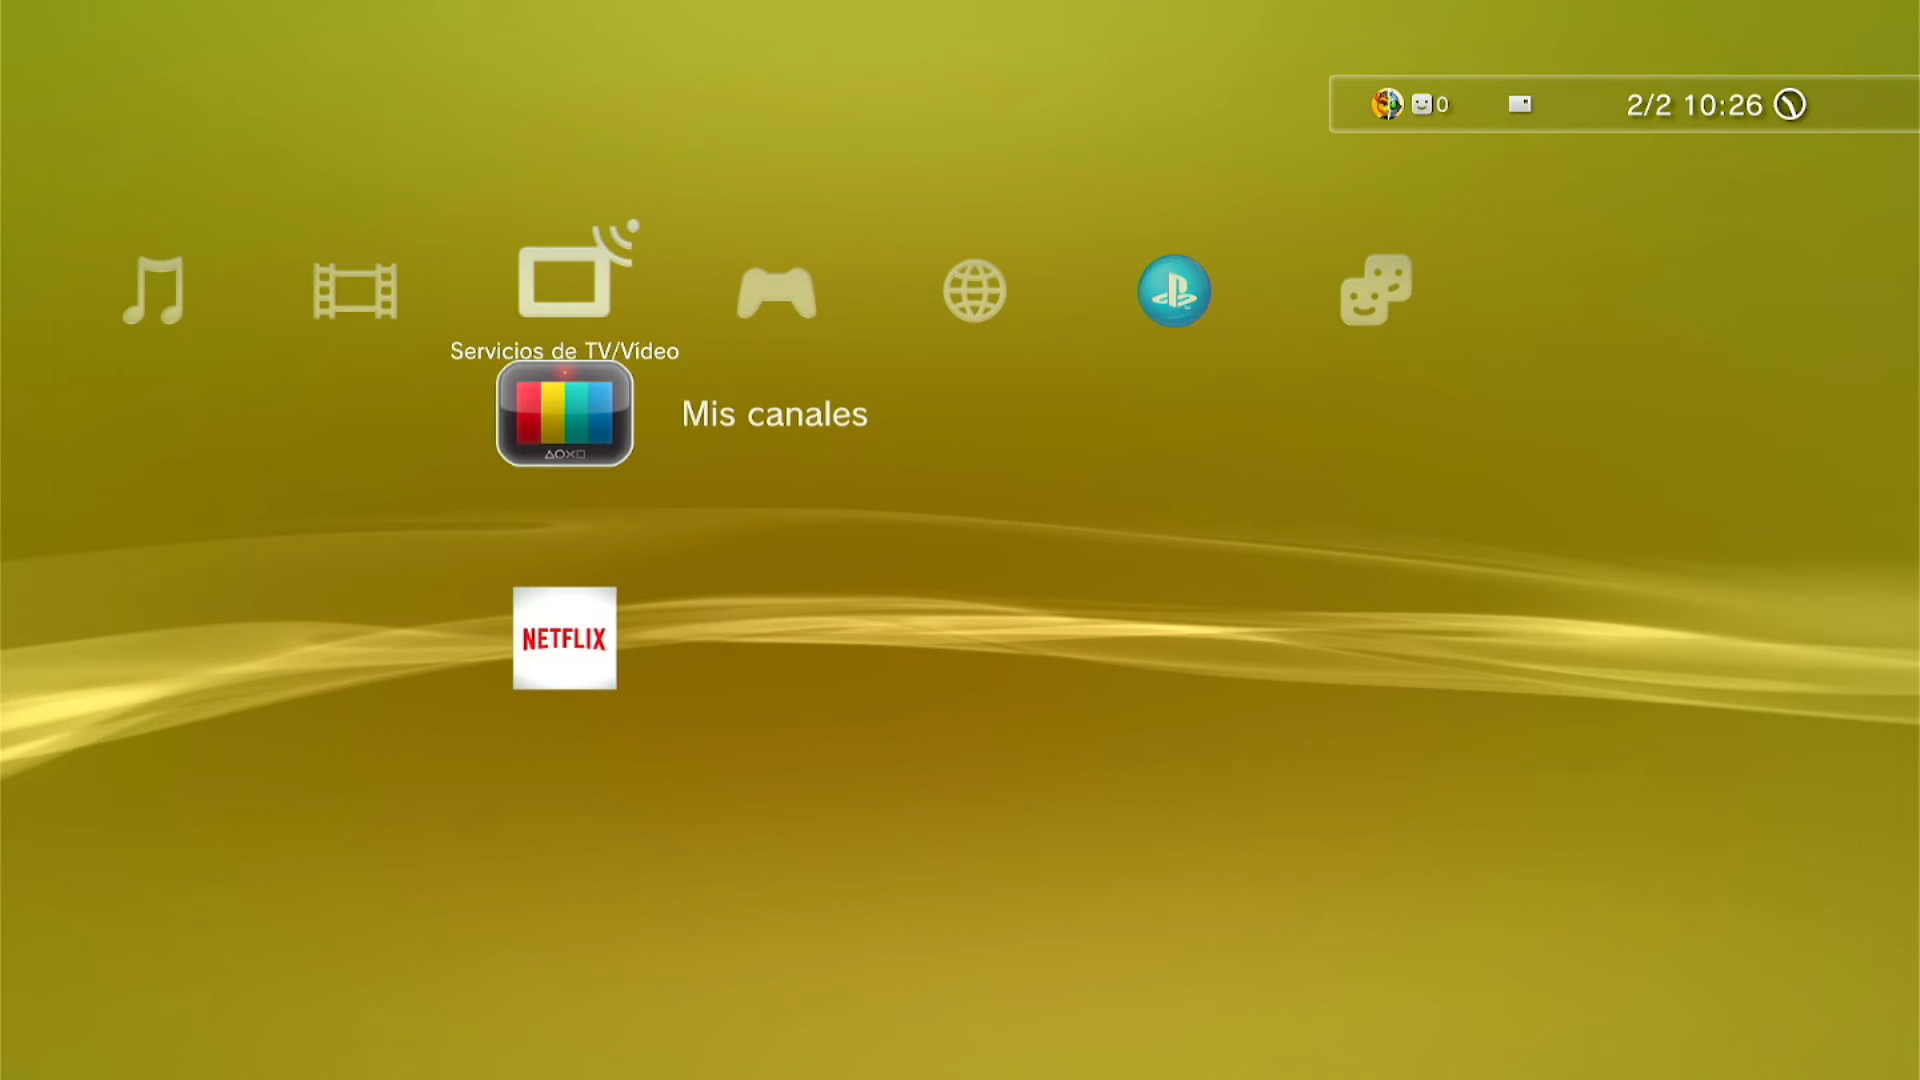 0
2/2 10:26
Servicios de TV/Vídeo
Mis canales
NETFLIX